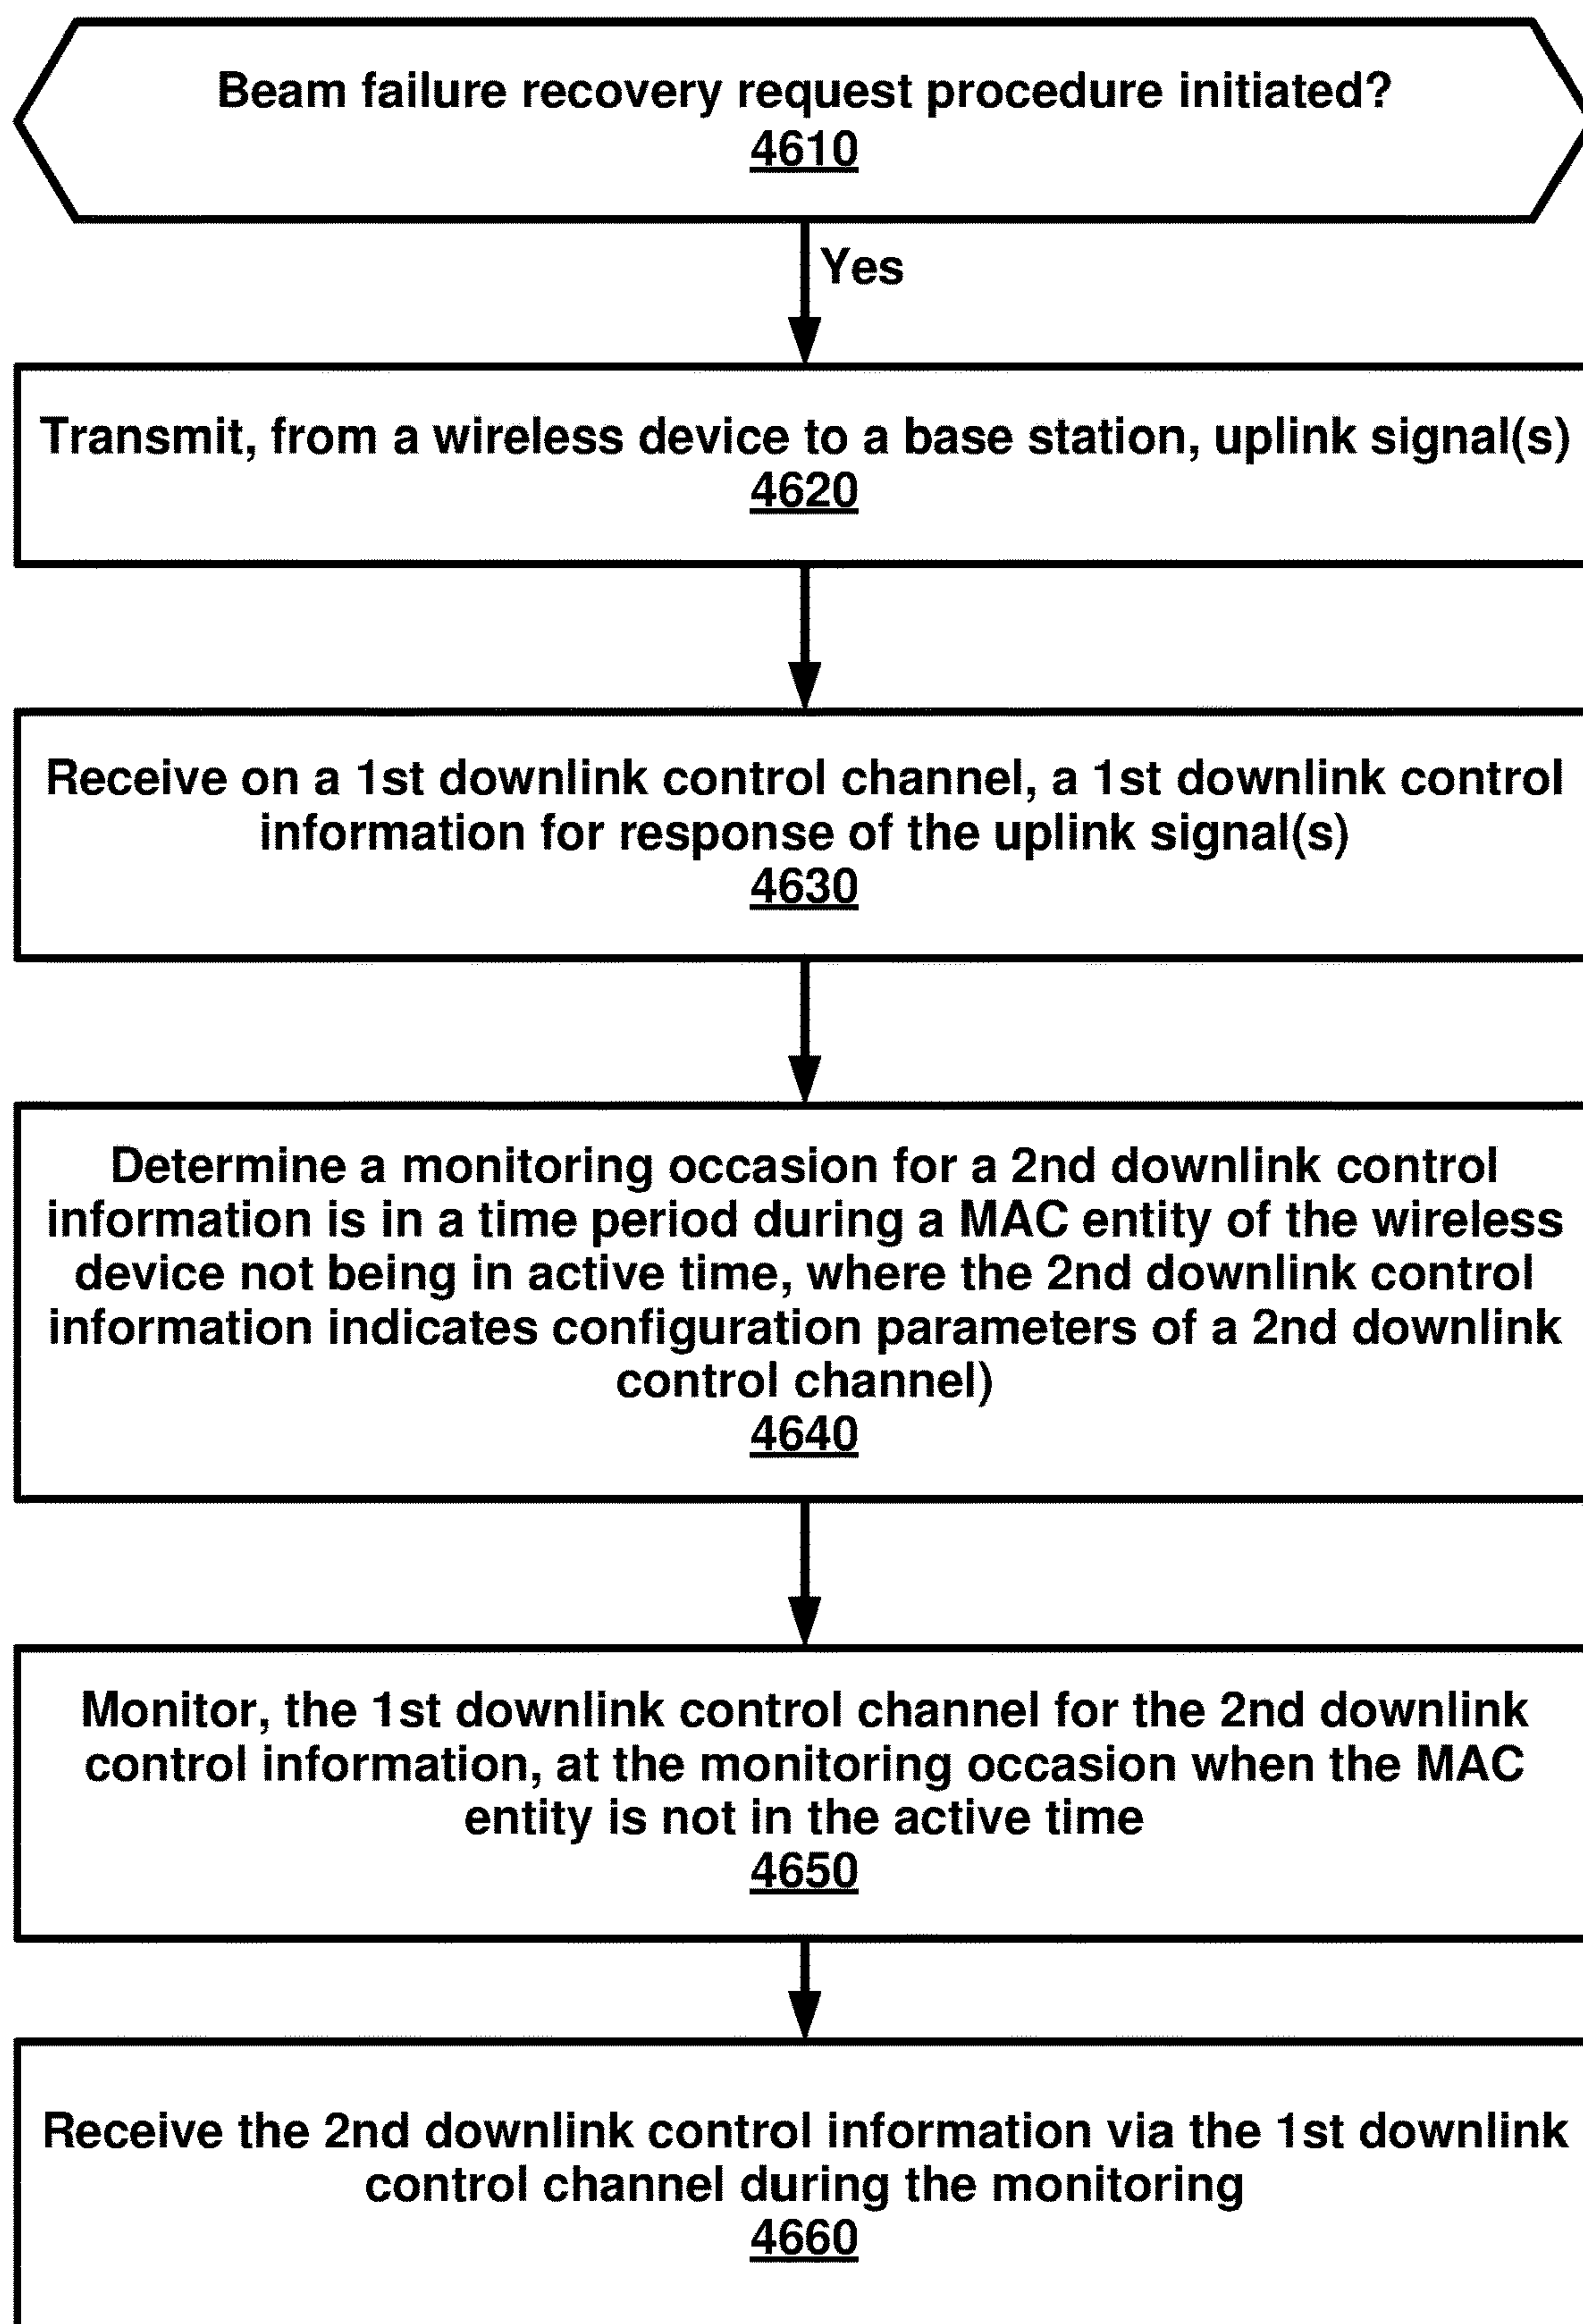 Beam failure recovery request procedure initiated?
4610
Yes
Transmit, from a wireless device to a base station, uplink signal(s)
4620
Receive on a 1st downlink control channel, a 1st downlink control
information for response of the uplink signal(s)
4630
Determine a monitoring occasion for a 2nd downlink control
information is in a time period during a MAC entity of the wireless
device not being in active time, where the 2nd downlink control
information indicates configuration parameters of a 2nd downlink
control channel)
4640
Monitor, the 1st downlink control channel for the 2nd downlink
control information, at the monitoring occasion when the MAC
entity is not in the active time
4650
Receive the 2nd downlink control information via the 1st downlink
control channel during the monitoring
4660